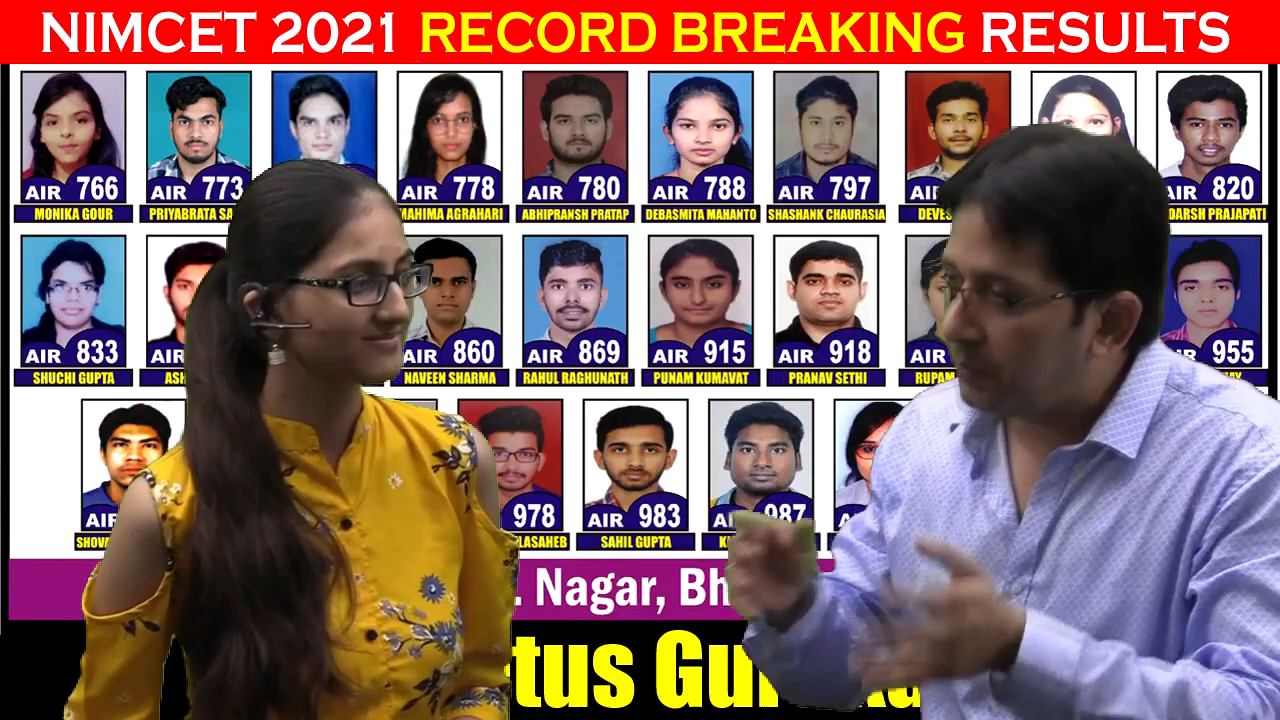 NIMCET 2021 RECORD BREAKING RESULTS
AIR 766 AIR 773 AIR 778 AIR 780 AIR 788 AIR 797 AIR 820
MONIKA GOUR PRIYABRATA MAHIMA AGRAHARI ABHIPRANSH PRATAP DEBASMITA MAHANTO SHASHANK CHAURASIA PRAJAPATI
AIR 833 AIR 860 AIR 869 AIR 915 AIR 918 AIR 955
SHUCHI GUPTA NAVEEN SHARMA RAHUL RAGHUNATH PUNAM KUMAVAT PRANAV SETHI
AIR 978 AIR 983 987
SAHIL GUPTA
Nagar,